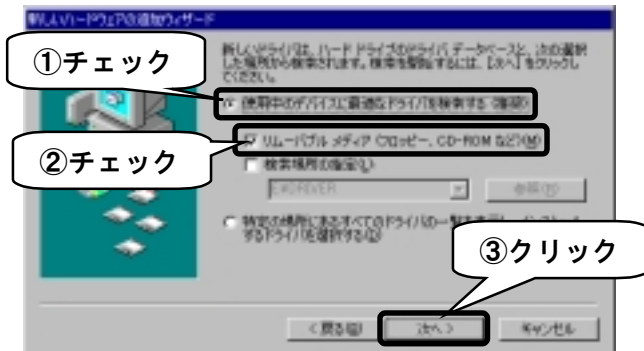 新しいハードウェアの追加ウィザード
新しいドライバは、ハード ドライブのドライバ データベースと、次の選択
した場所から検索されます。検索を開始するには、[次へ] をクリックし
てください。
①チェック
使用中のデバイスに最適なドライバを検索する (推奨)
②チェック
リムーバブル メディア (フロッピー、CD-ROM など)(M)
検索場所の指定(L)
E:¥DRIVER
参照(R)
特定の場所にあるすべてのドライバの一覧を表示し、インストール
するドライバを選択する(D)
③クリック
< 戻る(B)
次へ >
キャンセル